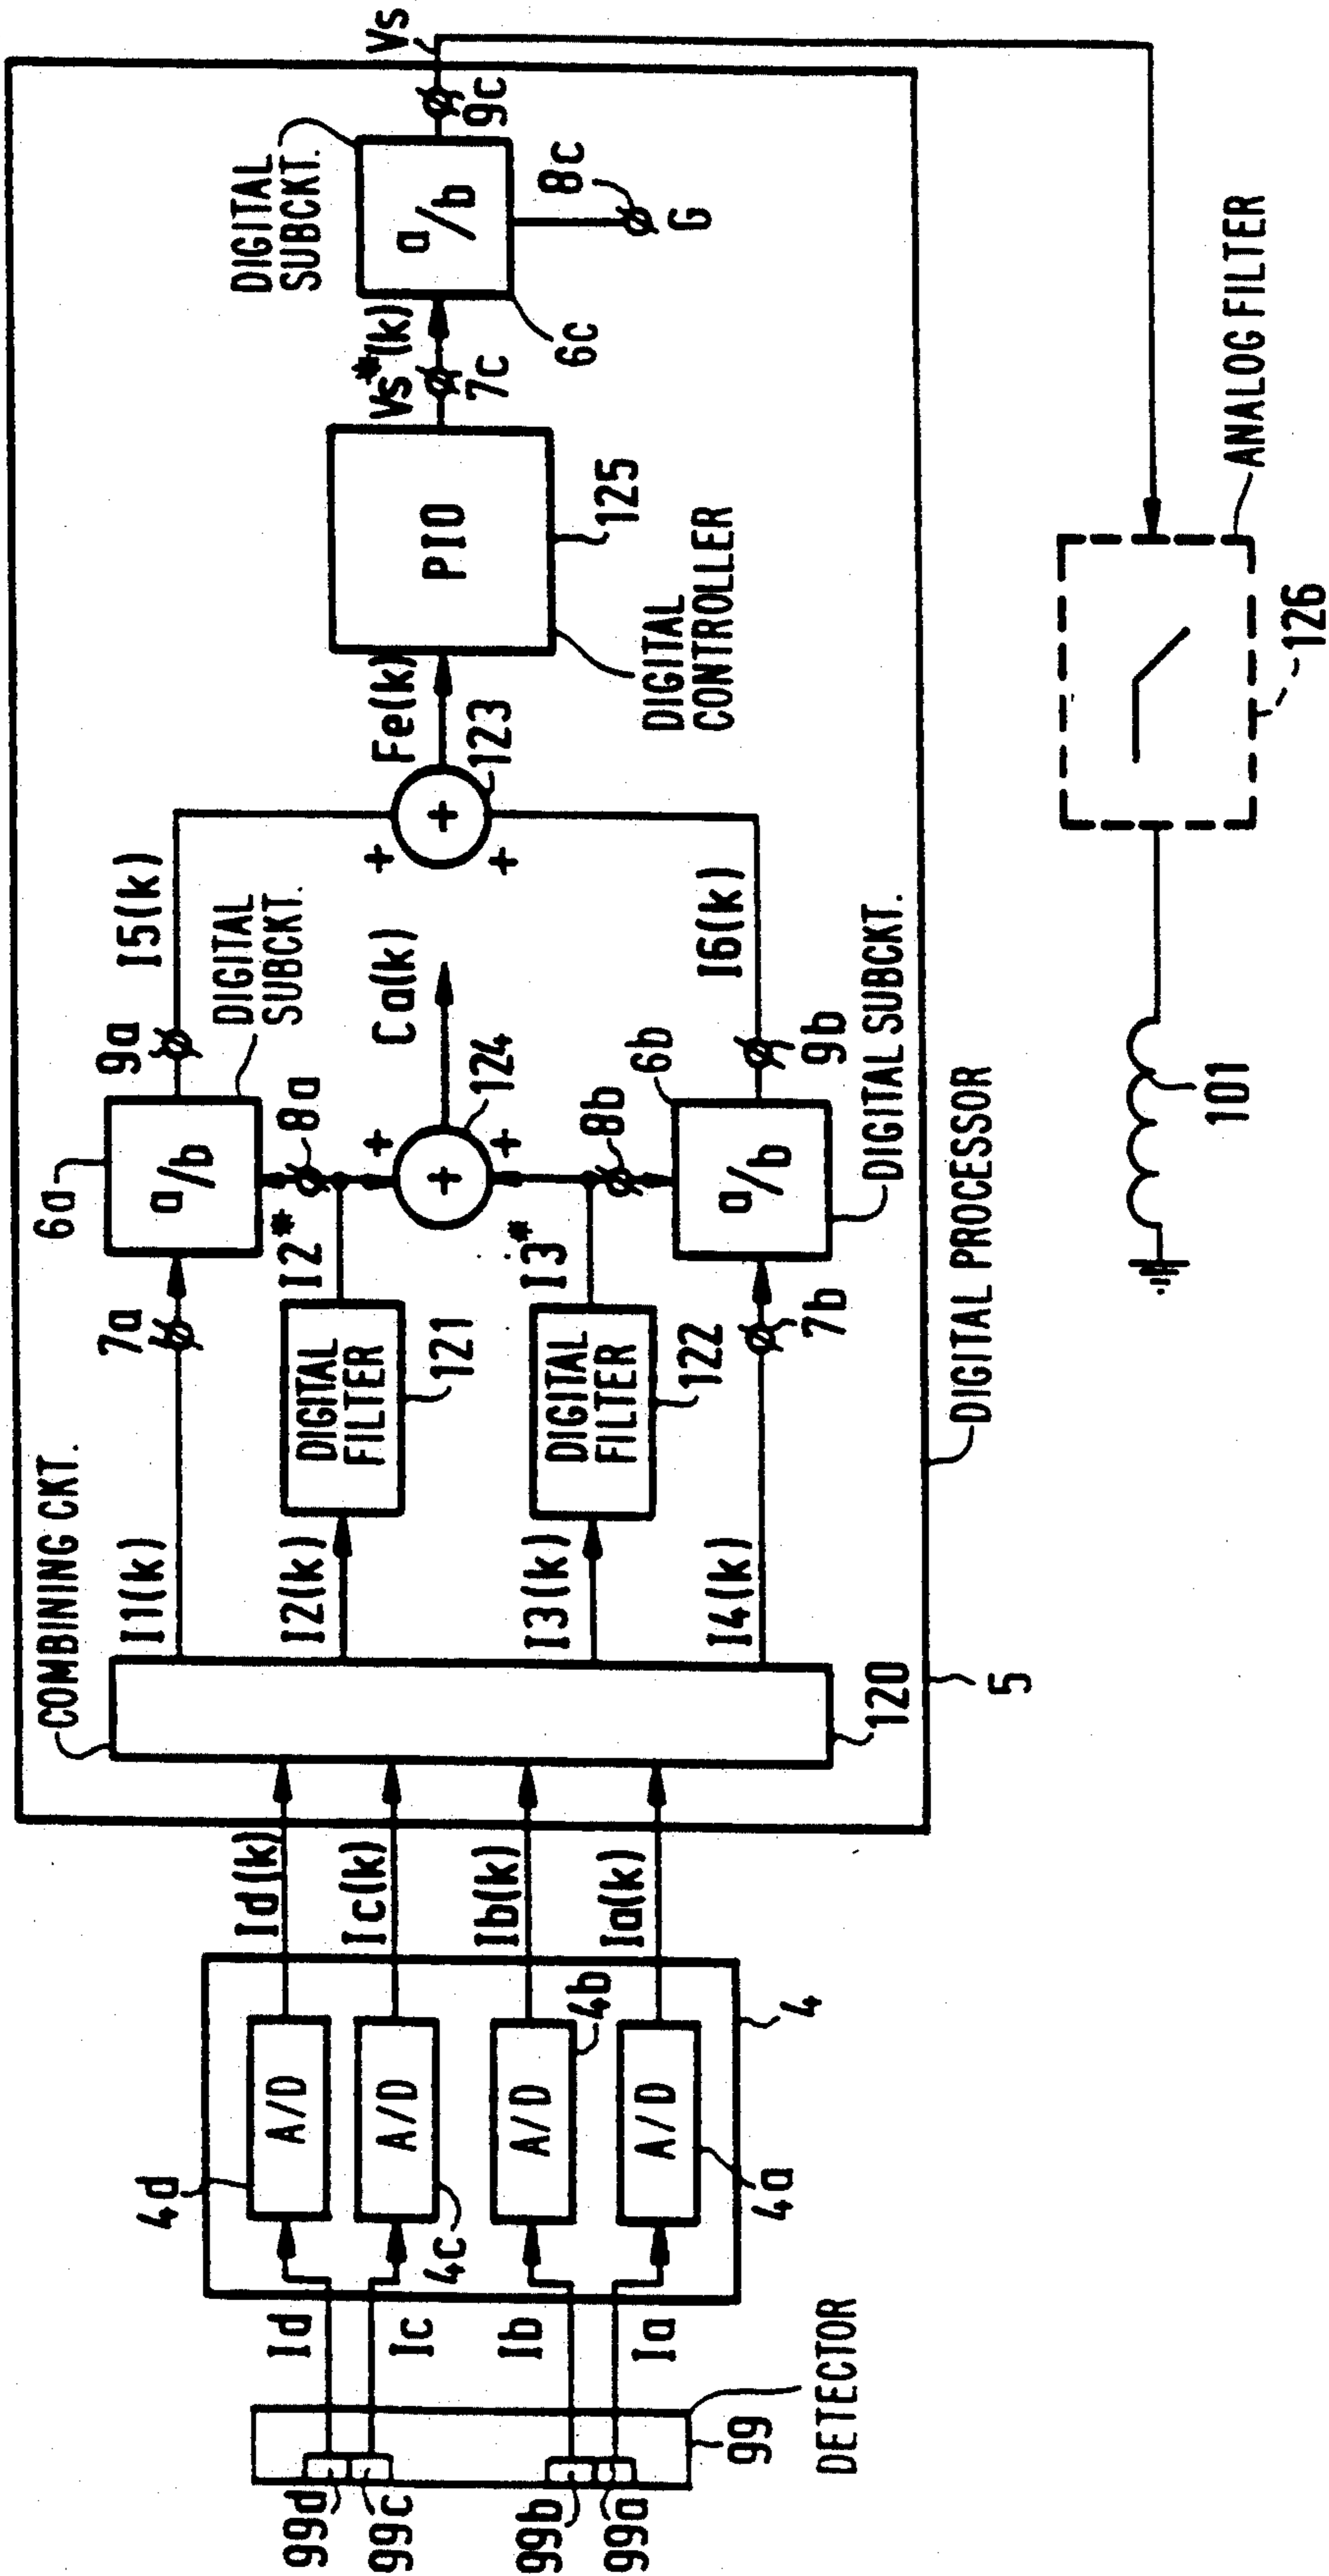 DETECTOR
99
99d
99c
99b
99a
Id
Ic
Ib
Ia
4
4d
A/D
4c
A/D
4b
A/D
4a
A/D
Id(k)
Ic(k)
Ib(k)
Ia(k)
COMBINING CKT.
120
5
DIGITAL PROCESSOR
I1(k)
I2(k)
I3(k)
I4(k)
7a
6a
a/b
9a
DIGITAL
SUBCKT.
I5(k)
DIGITAL
FILTER
121
I2*
8a
+
+
+
124
Ca(k)
DIGITAL
FILTER
122
I3*
8b
7b
6b
a/b
9b
DIGITAL SUBCKT.
I6(k)
+
+
+
123
Fe(k)
PIO
125
DIGITAL
CONTROLLER
Vs*(k)
7c
DIGITAL
SUBCKT.
a/b
6c
8c
G
9c
Vs
ANALOG FILTER
126
101